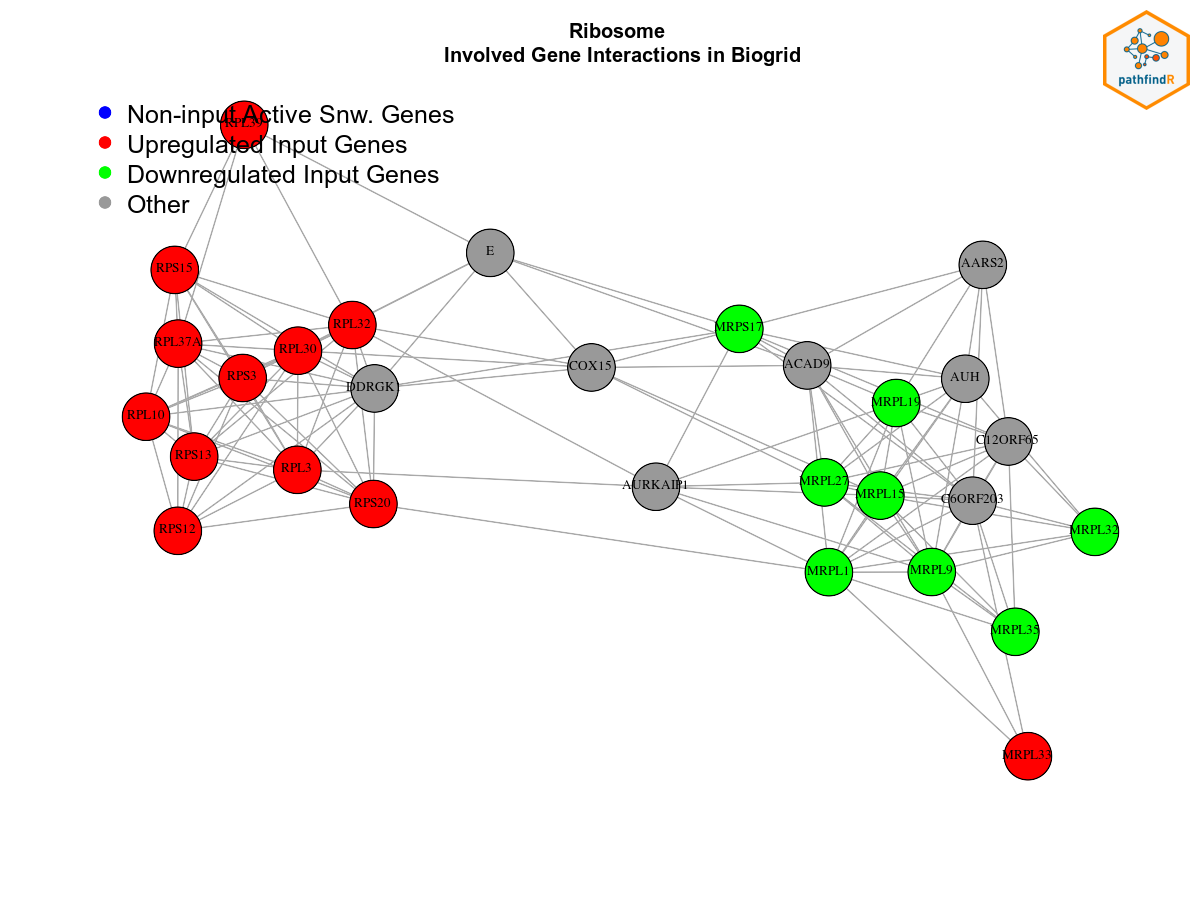 Ribosome
Involved Gene Interactions in Biogrid
pathfindR
Non-input Active Snw. Genes
RPL39
Upregulated Input Genes
Downregulated Input Genes
Other
E
AARS2
RPS15
RPL32
MRPS17
RPL37A
RPL30
COX15
ACAD9
RPS3
AUH
DDRGK1
MRPL19
RPL10
C12ORF65
RPS13
RPL3
AURKAIP1
MRPL27
MRPL15
C6ORF203
RPS20
RPS12
MRPL32
MRPL1
MRPL9
MRPL35
MRPL33